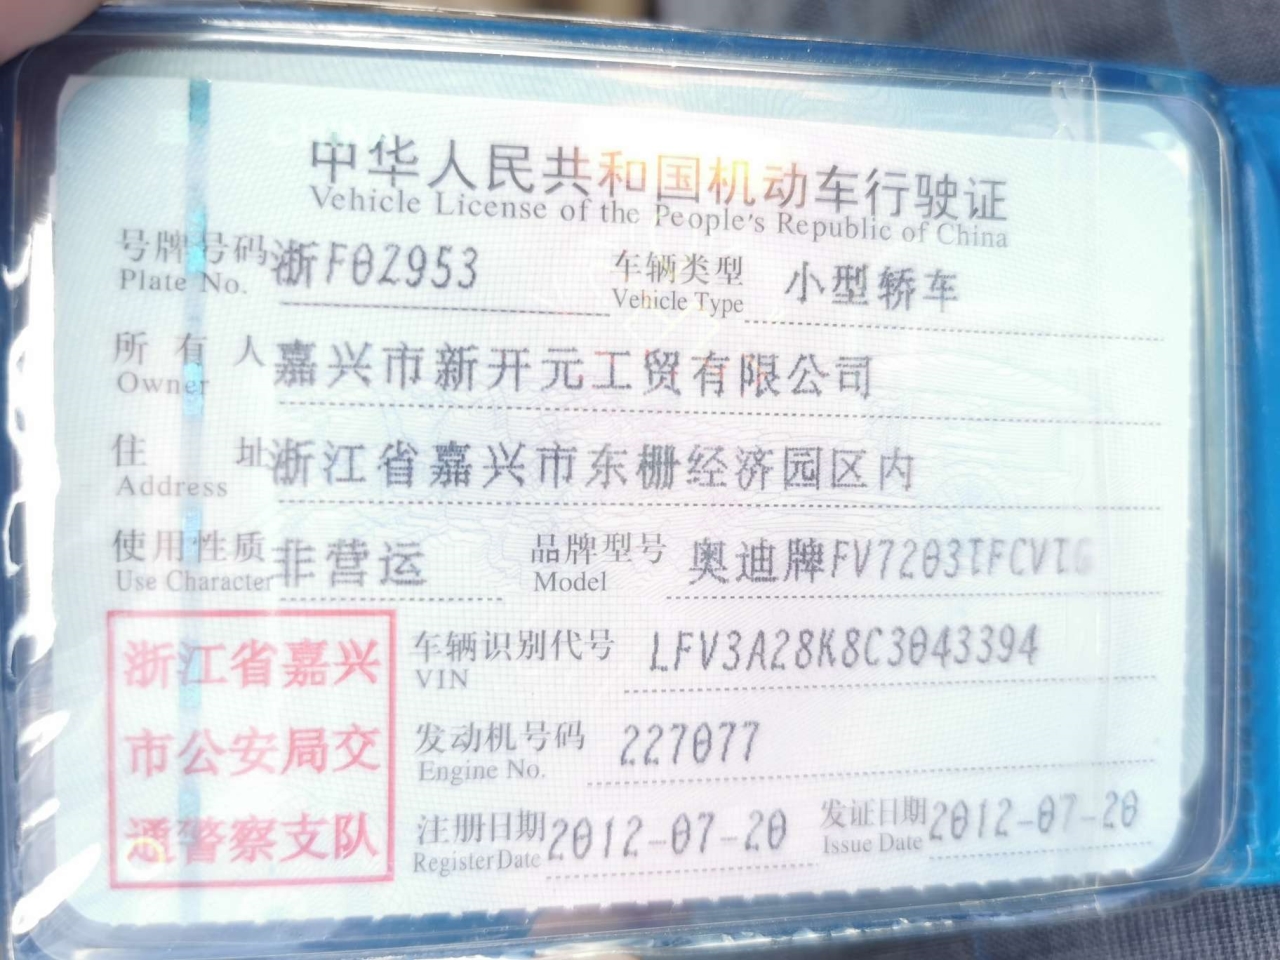 中华人民共和国机动车行驶证
Vehicle License of the People's Republic of China
号牌号码 浙F02953 车辆类型 小型轿车
Plate No. Vehicle Type
所有人 嘉兴市新开元工贸有限公司
Owner
住址 浙江省嘉兴市东栅经济园区内
Address
使用性质 非营运 品牌型号 奥迪牌FV7203IFCVTG
Use Character Model
浙江省嘉兴
市公安局交
通警察支队
车辆识别代号 LFV3A28K8C3043394
VIN
发动机号码 227077
Engine No.
注册日期 2012-07-20 发证日期 2012-07-20
Register Date Issue Date